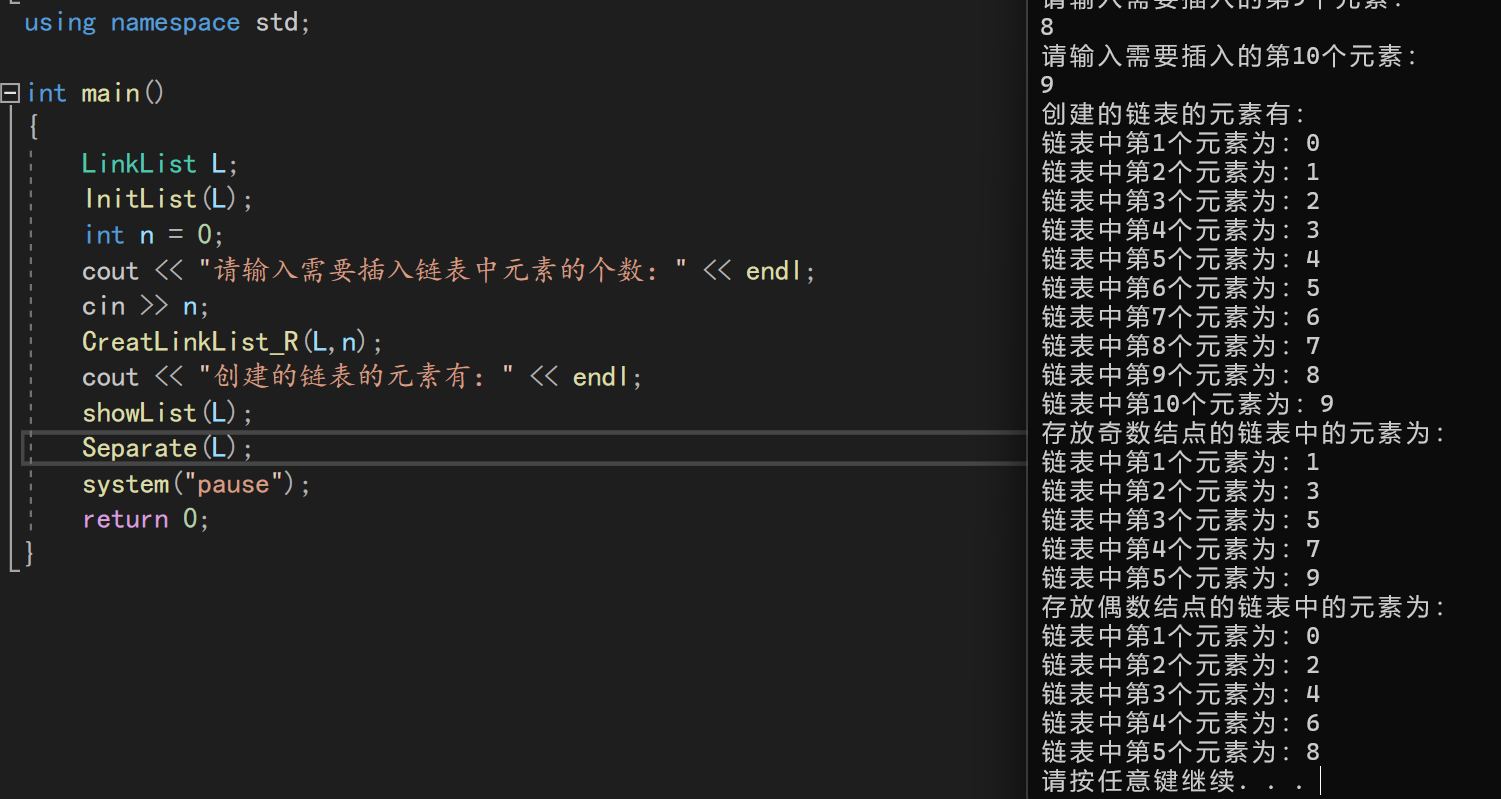 using namespace std;
int main()
{
LinkList L;
InitList(L);
int n = 0;
cout << "请输入需要插入链表中元素的个数：" << endl;
cin >> n;
CreatLinkList_R(L,n);
cout << "创建的链表的元素有：" << endl;
showList(L);
Separate(L);
system("pause");
return 0;
}
请输入需要插入的第9个元素：
8
请输入需要插入的第10个元素：
9
创建的链表的元素有：
链表中第1个元素为：0
链表中第2个元素为：1
链表中第3个元素为：2
链表中第4个元素为：3
链表中第5个元素为：4
链表中第6个元素为：5
链表中第7个元素为：6
链表中第8个元素为：7
链表中第9个元素为：8
链表中第10个元素为：9
存放奇数结点的链表中的元素为：
链表中第1个元素为：1
链表中第2个元素为：3
链表中第3个元素为：5
链表中第4个元素为：7
链表中第5个元素为：9
存放偶数结点的链表中的元素为：
链表中第1个元素为：0
链表中第2个元素为：2
链表中第3个元素为：4
链表中第4个元素为：6
链表中第5个元素为：8
请按任意键继续. . .